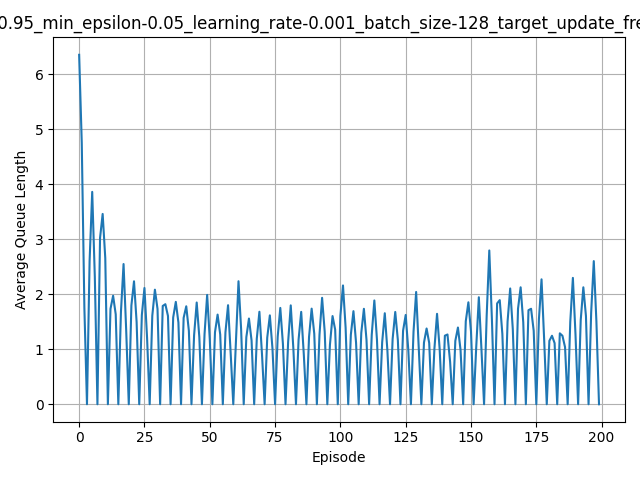 0.95_min_epsilon-0.05_learning_rate-0.001_batch_size-128_target_update_fre
6
5
4
3
2
1
0
Average Queue Length
0 25 50 75 100 125 150 175 200
Episode